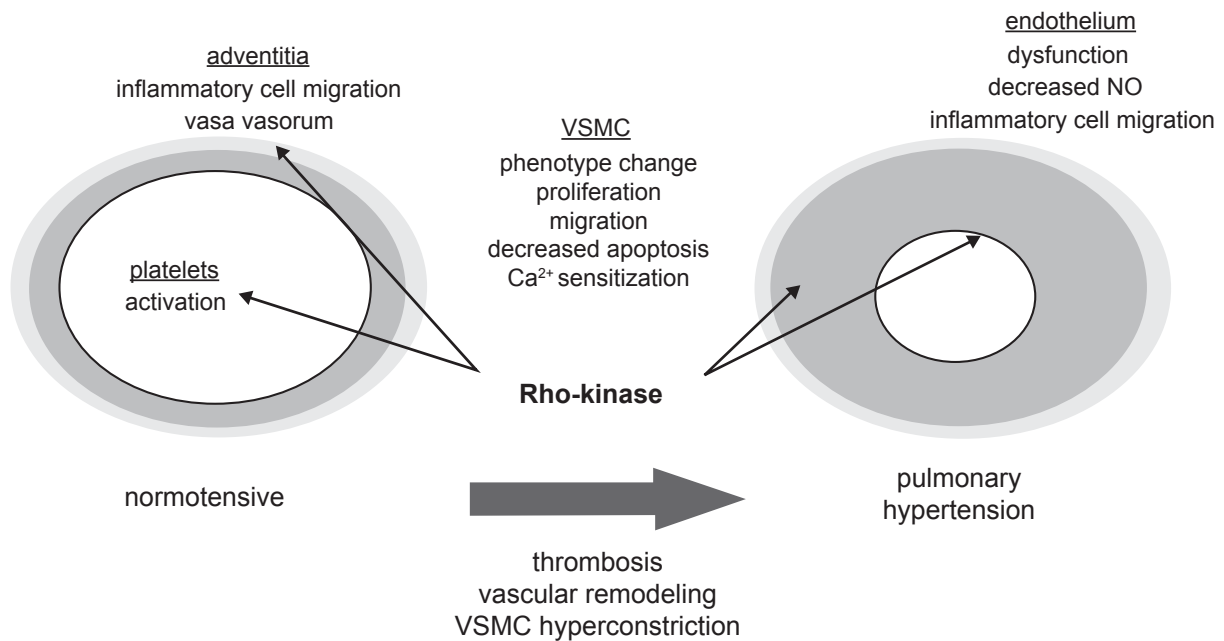 adventitia
inflammatory cell migration
vasa vasorum
platelets
activation
VSMC
phenotype change
proliferation
migration
decreased apoptosis
Ca²⁺ sensitization
endothelium
dysfunction
decreased NO
inflammatory cell migration
Rho-kinase
normotensive
pulmonary
hypertension
thrombosis
vascular remodeling
VSMC hyperconstriction